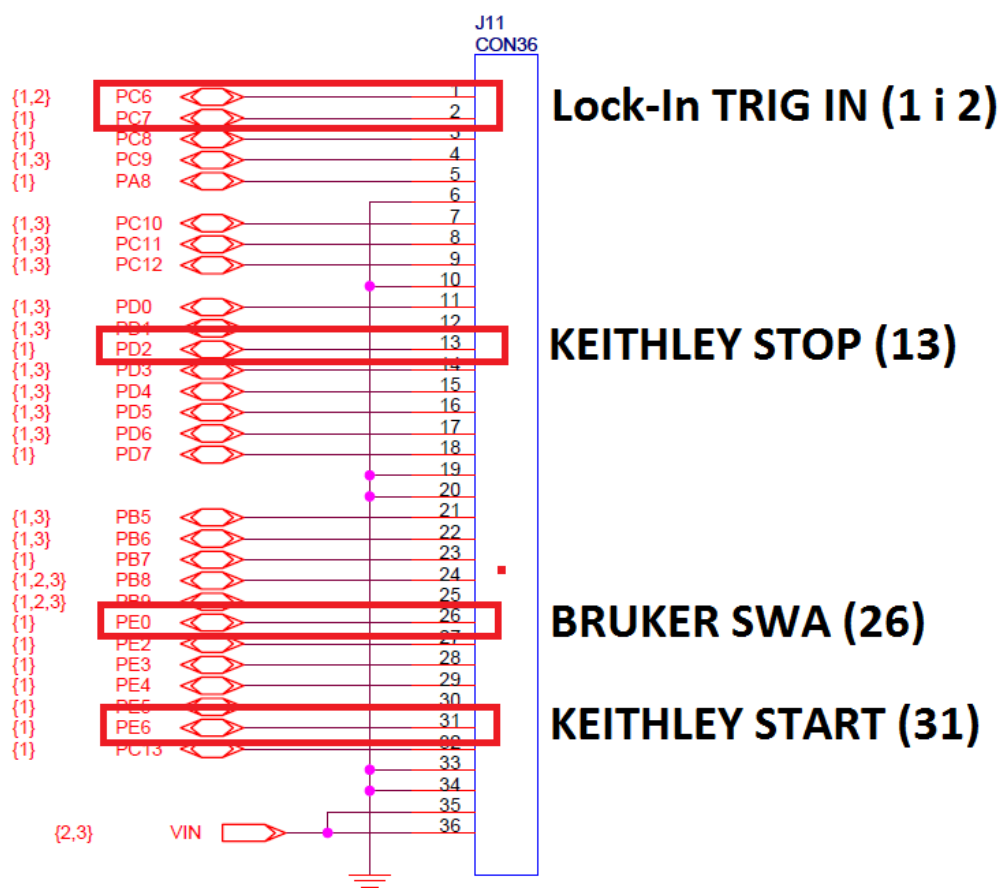 J11
CON36
{1,2} PC6 1
{1} PC7 2
Lock-In TRIG IN (1 i 2)
{1} PC8 3
{1,3} PC9 4
{1} PA8 5
6
{1,3} PC10 7
{1,3} PC11 8
{1,3} PC12 9
10
{1,3} PD0 11
{1,3} PD1 12
{1} PD2 13
KEITHLEY STOP (13)
{1,3} PD3 14
{1,3} PD4 15
{1,3} PD5 16
{1,3} PD6 17
{1} PD7 18
19
20
{1,3} PB5 21
{1,3} PB6 22
{1} PB7 23
{1,2,3} PB8 24
{1,2,3} PB9 25
{1} PE0 26
BRUKER SWA (26)
{1} PE2 27
{1} PE3 28
{1} PE4 29
{1} PE5 30
{1} PE6 31
KEITHLEY START (31)
{1} PC13 32
33
34
35
{2,3} VIN 36